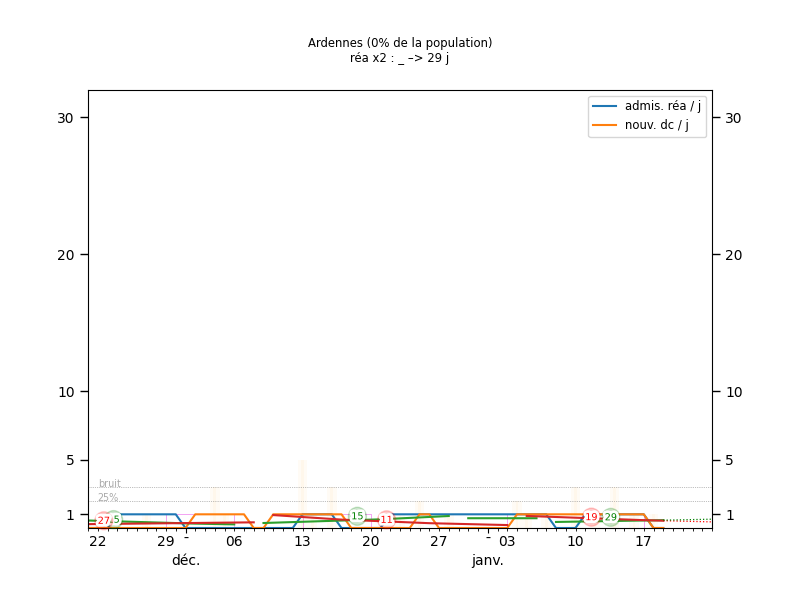 Ardennes (0% de la population)
réa x2 : _ –> 29 j
admis. réa / j
nouv. dc / j
30 30
20 20
10 10
5 5
bruit
25%
1 1
27 5 15 11 19 29
22 29 - 06 13 20 27 - 03 10 17
déc. janv.